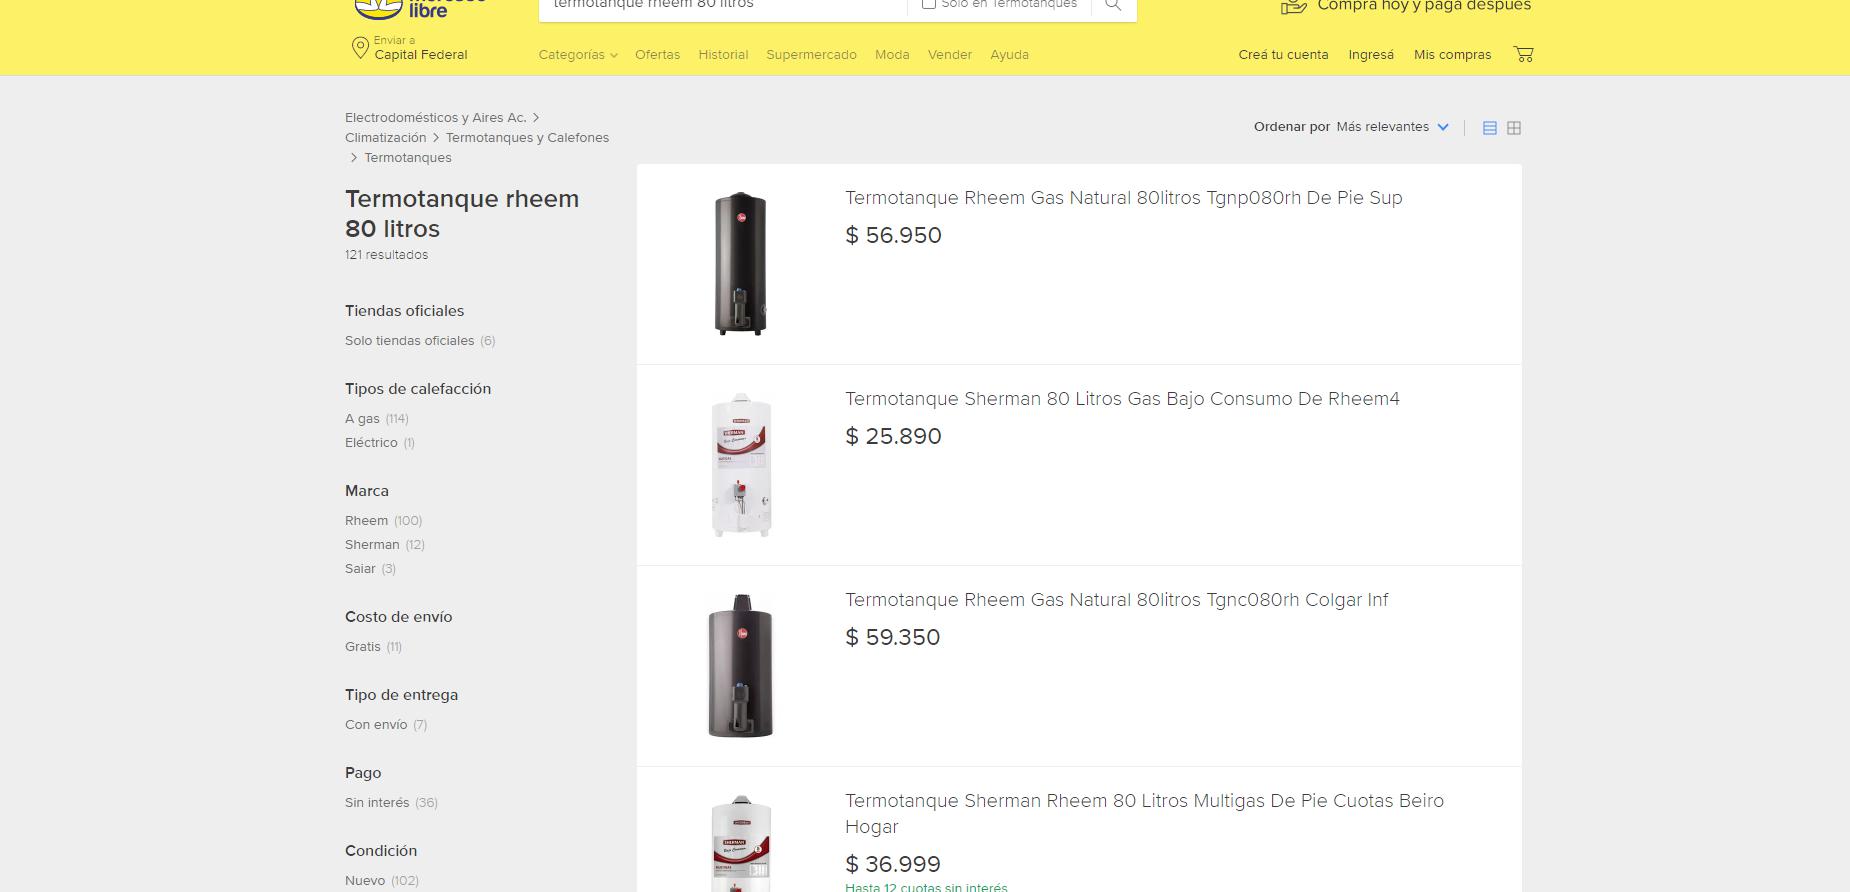 libre
termotanque rheem 80 litros
Solo en Termotanques
Compra hoy y paga después
Enviar a
Capital Federal
Categorías
Ofertas
Historial
Supermercado
Moda
Vender
Ayuda
Creá tu cuenta
Ingresá
Mis compras
Electrodomésticos y Aires Ac. >
Climatización > Termotanques y Calefones
> Termotanques
Ordenar por Más relevantes
Termotanque rheem
80 litros
121 resultados
Tiendas oficiales
Solo tiendas oficiales (6)
Tipos de calefacción
A gas (114)
Eléctrico (1)
Marca
Rheem (100)
Sherman (12)
Saiar (3)
Costo de envío
Gratis (11)
Tipo de entrega
Con envío (7)
Pago
Sin interés (36)
Condición
Nuevo (102)
Termotanque Rheem Gas Natural 80litros Tgnp080rh De Pie Sup
$ 56.950
Termotanque Sherman 80 Litros Gas Bajo Consumo De Rheem4
$ 25.890
SHERMAN
Termotanque Rheem Gas Natural 80litros Tgnc080rh Colgar Inf
$ 59.350
Termotanque Sherman Rheem 80 Litros Multigas De Pie Cuotas Beiro
Hogar
$ 36.999
Hasta 12 cuotas sin interés
SHERMAN